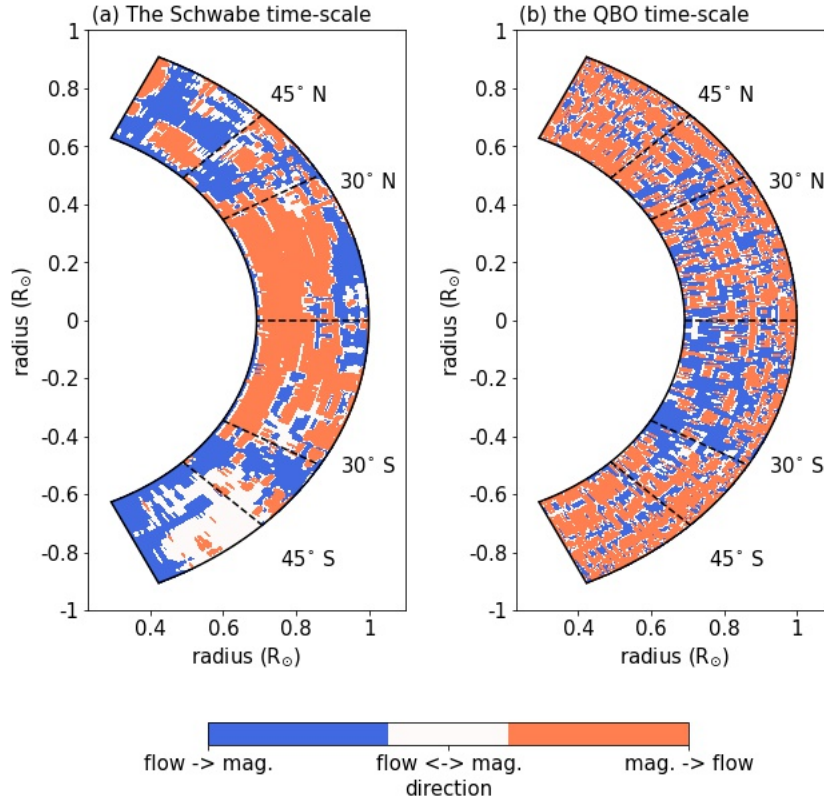 (a) The Schwabe time-scale
(b) the QBO time-scale
1
0.8
0.6
0.4
0.2
0
-0.2
-0.4
-0.6
-0.8
-1
radius (R☉)
45° N
30° N
30° S
45° S
0.4
0.6
0.8
1
radius (R☉)
1
0.8
0.6
0.4
0.2
0
-0.2
-0.4
-0.6
-0.8
-1
radius (R☉)
45° N
30° N
30° S
45° S
0.4
0.6
0.8
1
radius (R☉)
flow -> mag.
flow <-> mag.
mag. -> flow
direction